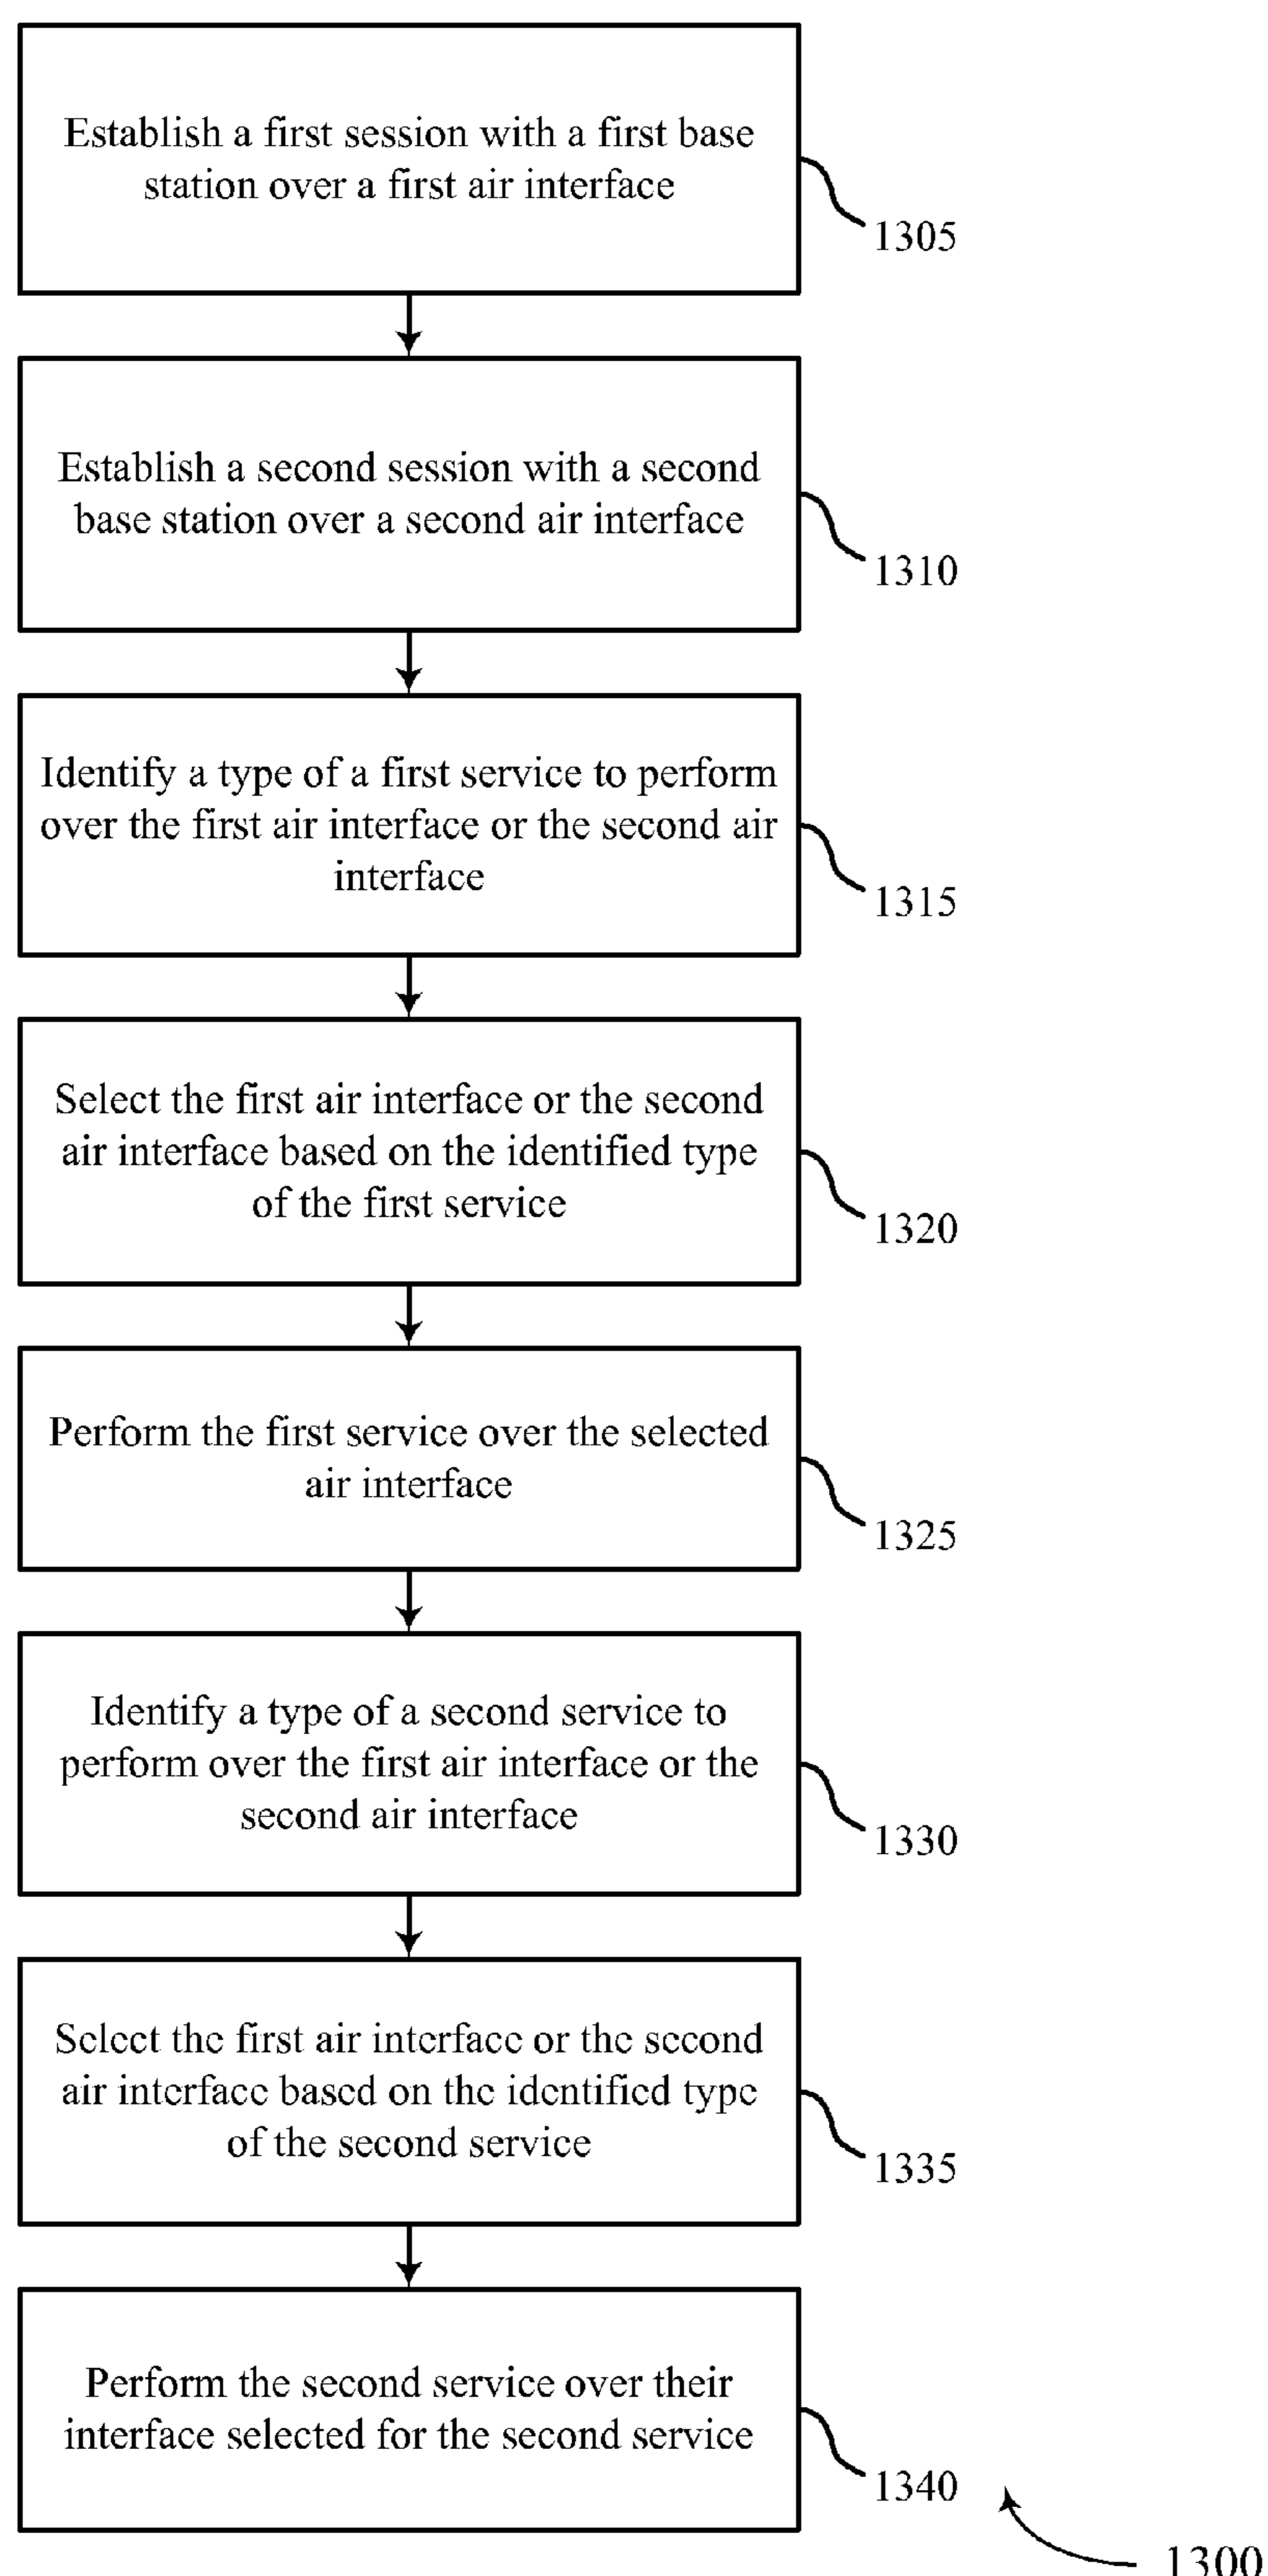 Establish a first session with a first base
station over a first air interface
1305
Establish a second session with a second
base station over a second air interface
1310
Identify a type of a first service to perform
over the first air interface or the second air
interface
1315
Select the first air interface or the second
air interface based on the identified type
of the first service
1320
Perform the first service over the selected
air interface
1325
Identify a type of a second service to
perform over the first air interface or the
second air interface
1330
Select the first air interface or the second
air interface based on the identified type
of the second service
1335
Perform the second service over their
interface selected for the second service
1340
1300